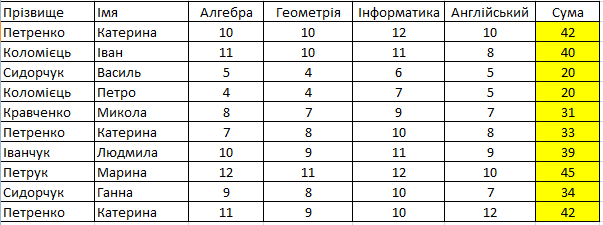 Прізвище Імя Алгебра Геометрія Інформатика Англійський Сума
Петренко Катерина 10 10 12 10 42
Коломієць Іван 11 10 11 8 40
Сидорчук Василь 5 4 6 5 20
Коломієць Петро 4 4 7 5 20
Кравченко Микола 8 7 9 7 31
Петренко Катерина 7 8 10 8 33
Іванчук Людмила 10 9 11 9 39
Петрук Марина 12 11 12 10 45
Сидорчук Ганна 9 8 10 7 34
Петренко Катерина 11 9 10 12 42